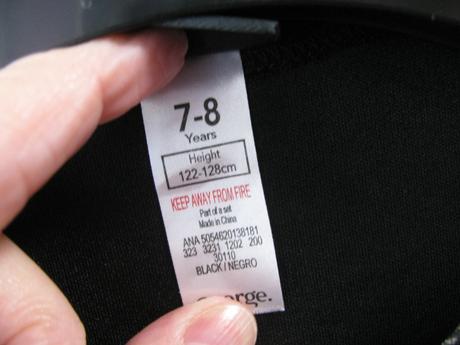 7-8
Years
Height
122-128cm
KEEP AWAY FROM FIRE
Part of a set
Made in China
ANA 5054620138181
323 3231 1202 200
30110
BLACK/NEGRO
George.